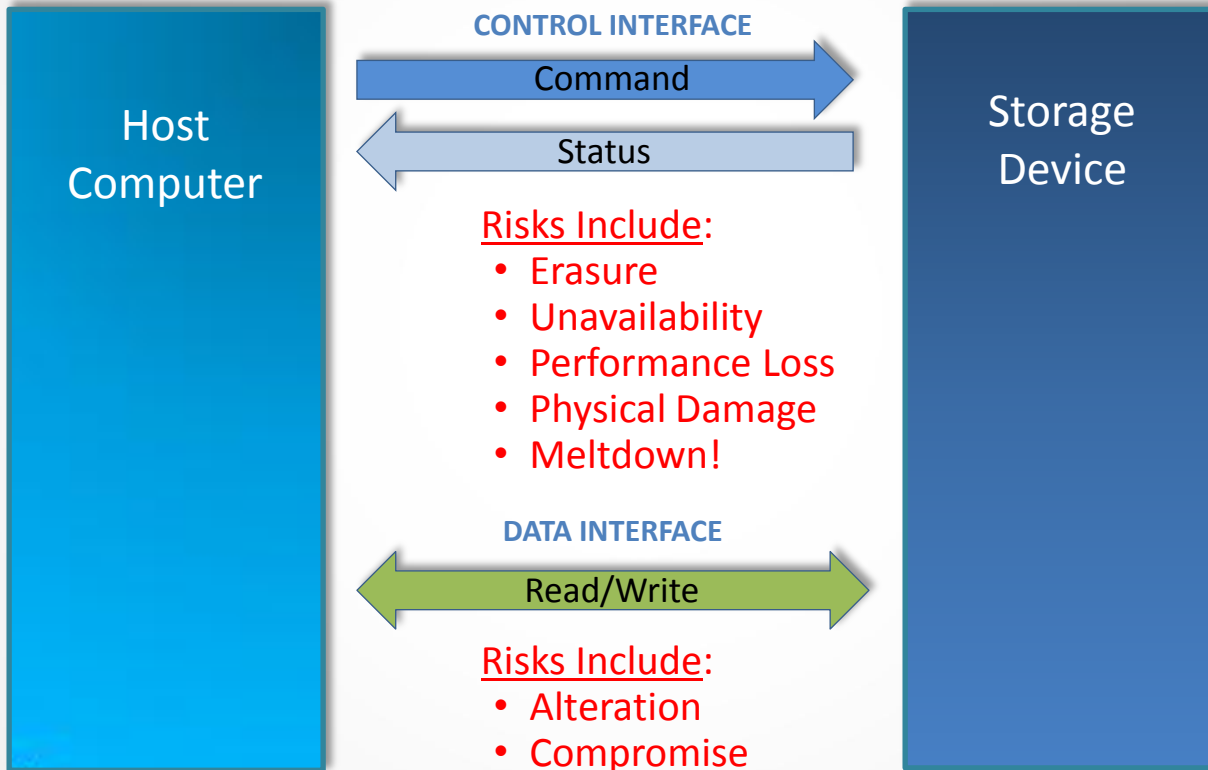 CONTROL INTERFACE
Command
Status
Host
Computer
Storage
Device
Risks Include:
• Erasure
• Unavailability
• Performance Loss
• Physical Damage
• Meltdown!
DATA INTERFACE
Read/Write
Risks Include:
• Alteration
• Compromise